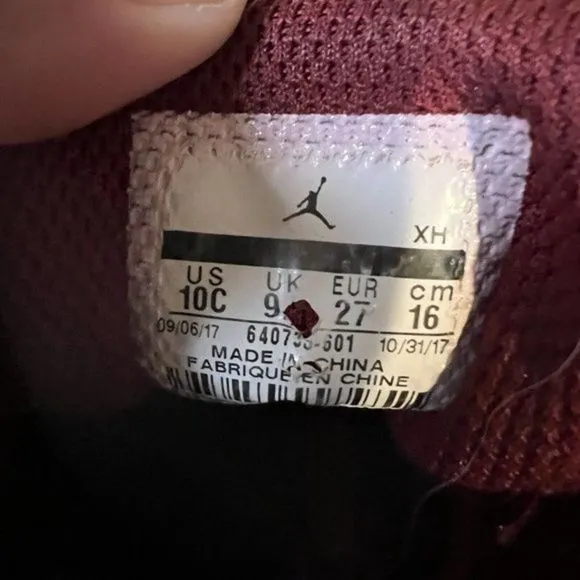 XH
US UK EUR cm
10C 27 16
09/06/17 10/31/17
MADE IN CHINA
FABRIQUE EN CHINE